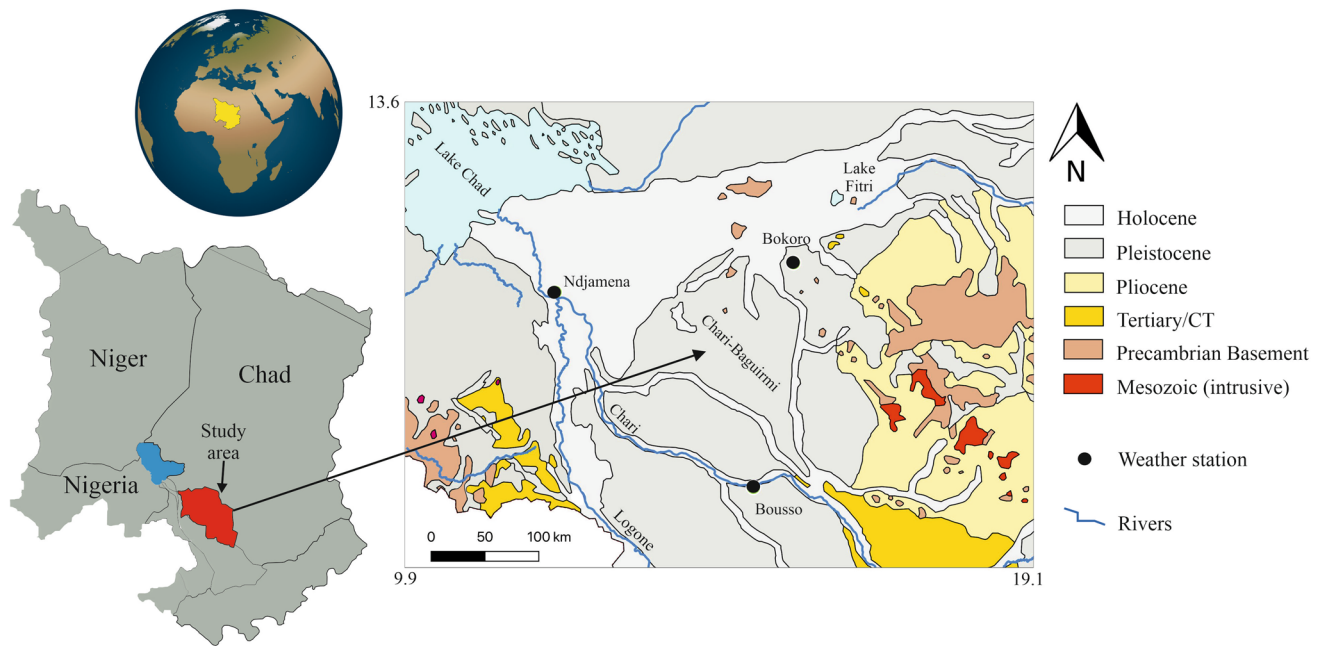 Niger
Chad
Nigeria
Study
area
13.6
Lake Chad
Lake
Fitri
Bokoro
Ndjamena
Chari-Baguirmi
Chari
Bousso
Logone
0 50 100 km
9.9
19.1
N
Holocene
Pleistocene
Pliocene
Tertiary/CT
Precambrian Basement
Mesozoic (intrusive)
Weather station
Rivers